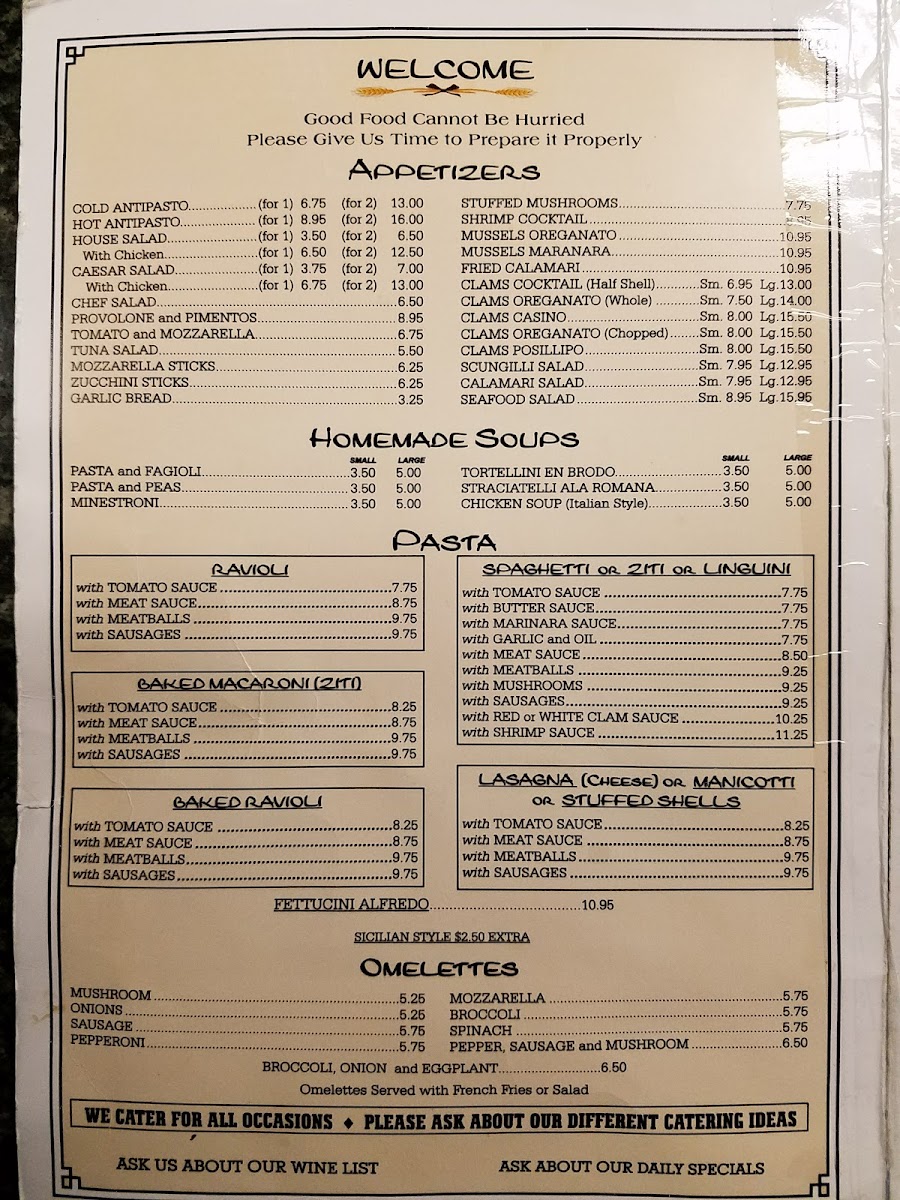 WELCOME
Good Food Cannot Be Hurried
Please Give Us Time to Prepare it Properly
APPETIZERS
COLD ANTIPASTO (for 1) 6.75 (for 2) 13.00
HOT ANTIPASTO (for 1) 8.95 (for 2) 16.00
HOUSE SALAD (for 1) 3.50 (for 2) 6.50
With Chicken (for 1) 6.50 (for 2) 12.50
CAESAR SALAD (for 1) 3.75 (for 2) 7.00
With Chicken (for 1) 6.75 (for 2) 13.00
CHEF SALAD 6.50
PROVOLONE and PIMENTOS 8.95
TOMATO and MOZZARELLA 6.75
TUNA SALAD 5.50
MOZZARELLA STICKS 6.25
ZUCCHINI STICKS 6.25
GARLIC BREAD 3.25
STUFFED MUSHROOMS 7.75
SHRIMP COCKTAIL
MUSSELS OREGANATO 10.95
MUSSELS MARANARA 10.95
FRIED CALAMARI 10.95
CLAMS COCKTAIL (Half Shell) Sm. 6.95 Lg.13.00
CLAMS OREGANATO (Whole) Sm. 7.50 Lg.14.00
CLAMS CASINO Sm. 8.00 Lg.15.50
CLAMS OREGANATO (Chopped) Sm. 8.00 Lg.15.50
CLAMS POSILLIPO Sm. 8.00 Lg.15.50
SCUNGILLI SALAD Sm. 7.95 Lg.12.95
CALAMARI SALAD Sm. 7.95 Lg.12.95
SEAFOOD SALAD Sm. 8.95 Lg.15.95
HOMEMADE SOUPS
SMALL LARGE
PASTA and FAGIOLI 3.50 5.00
PASTA and PEAS 3.50 5.00
MINESTRONI 3.50 5.00
SMALL LARGE
TORTELLINI EN BRODO 3.50 5.00
STRACIATELLI ALA ROMANA 3.50 5.00
CHICKEN SOUP (Italian Style) 3.50 5.00
PASTA
RAVIOLI
with TOMATO SAUCE 7.75
with MEAT SAUCE 8.75
with MEATBALLS 9.75
with SAUSAGES 9.75
BAKED MACARONI (ZITI)
with TOMATO SAUCE 8.25
with MEAT SAUCE 8.75
with MEATBALLS 9.75
with SAUSAGES 9.75
BAKED RAVIOLI
with TOMATO SAUCE 8.25
with MEAT SAUCE 8.75
with MEATBALLS 9.75
with SAUSAGES 9.75
SPAGHETTI OR ZITI OR LINGUINI
with TOMATO SAUCE 7.75
with BUTTER SAUCE 7.75
with MARINARA SAUCE 7.75
with GARLIC and OIL 7.75
with MEAT SAUCE 8.50
with MEATBALLS 9.25
with MUSHROOMS 9.25
with SAUSAGES 9.25
with RED or WHITE CLAM SAUCE 10.25
with SHRIMP SAUCE 11.25
LASAGNA (CHEESE) OR MANICOTTI
OR STUFFED SHELLS
with TOMATO SAUCE 8.25
with MEAT SAUCE 8.75
with MEATBALLS 9.75
with SAUSAGES 9.75
FETTUCINI ALFREDO 10.95
SICILIAN STYLE $2.50 EXTRA
OMELETTES
MUSHROOM 5.25
ONIONS 5.25
SAUSAGE 5.75
PEPPERONI 5.75
MOZZARELLA 5.75
BROCCOLI 5.75
SPINACH 5.75
PEPPER, SAUSAGE and MUSHROOM 6.50
BROCCOLI, ONION and EGGPLANT 6.50
Omelettes Served with French Fries or Salad
WE CATER FOR ALL OCCASIONS ♦ PLEASE ASK ABOUT OUR DIFFERENT CATERING IDEAS
ASK US ABOUT OUR WINE LIST
ASK ABOUT OUR DAILY SPECIALS